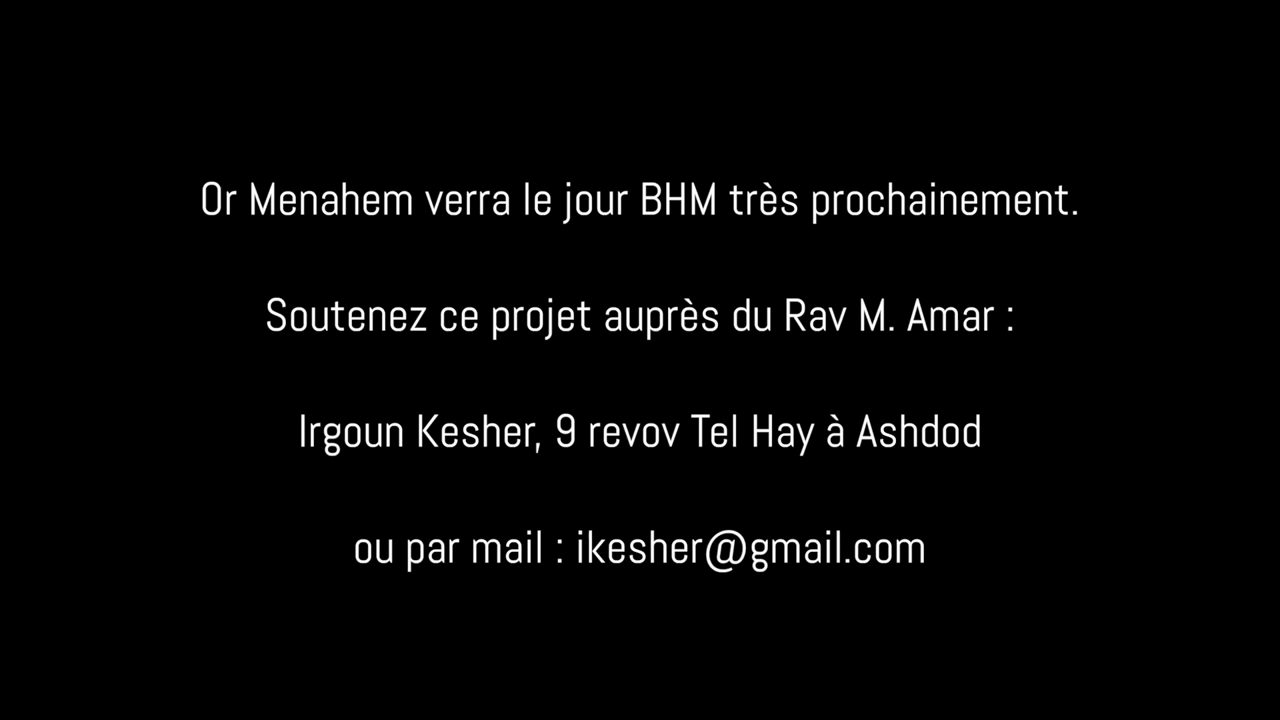 Or Menahem verra le jour BHM très prochainement.
Soutenez ce projet auprès du Rav M. Amar :
Irgoun Kesher, 9 revov Tel Hay à Ashdod
ou par mail : ikesher@gmail.com